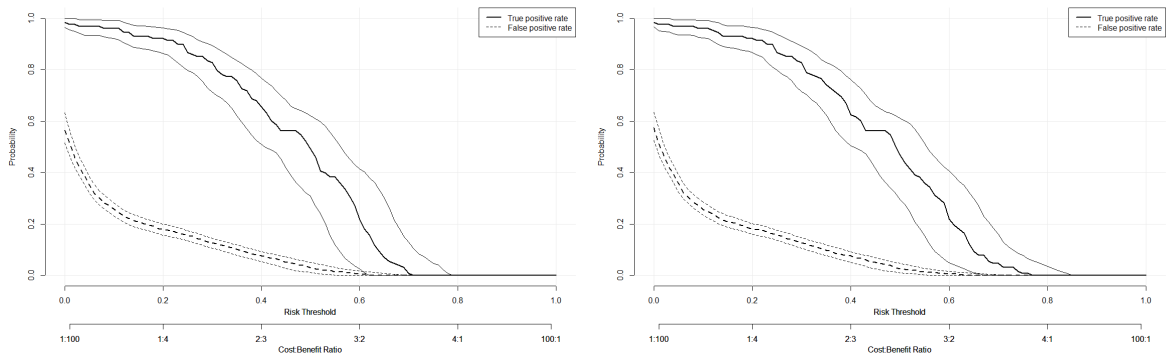 True positive rate
False positive rate
Probability
0.0
0.2
0.4
0.6
0.8
1.0
0.0 0.2 0.4 0.6 0.8 1.0
Risk Threshold
1:100 1:4 2:3 3:2 4:1 100:1
Cost:Benefit Ratio
True positive rate
False positive rate
Probability
0.0
0.2
0.4
0.6
0.8
1.0
0.0 0.2 0.4 0.6 0.8 1.0
Risk Threshold
1:100 1:4 2:3 3:2 4:1 100:1
Cost:Benefit Ratio